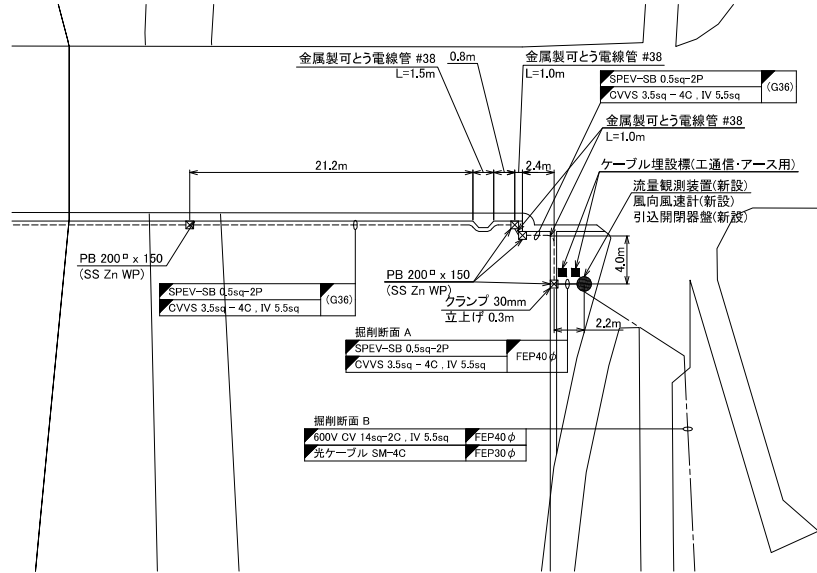 金属製可とう電線管 #38
L=1.5m
0.8m
金属製可とう電線管 #38
L=1.0m
SPEV-SB 0.5sq-2P
CVVS 3.5sq - 4C , IV 5.5sq
(G36)
金属製可とう電線管 #38
L=1.0m
21.2m
2.4m
ケーブル埋設標(工通信・アース用)
流量観測装置(新設)
風向風速計(新設)
引込開閉器盤(新設)
4.0m
PB 200□ x 150
(SS Zn WP)
PB 200□ x 150
(SS Zn WP)
SPEV-SB 0.5sq-2P
CVVS 3.5sq - 4C , IV 5.5sq
(G36)
クランプ 30mm
立上げ 0.3m
2.2m
掘削断面 A
SPEV-SB 0.5sq-2P
CVVS 3.5sq - 4C , IV 5.5sq
FEP40φ
掘削断面 B
600V CV 14sq-2C , IV 5.5sq
FEP40φ
光ケーブル SM-4C
FEP30φ